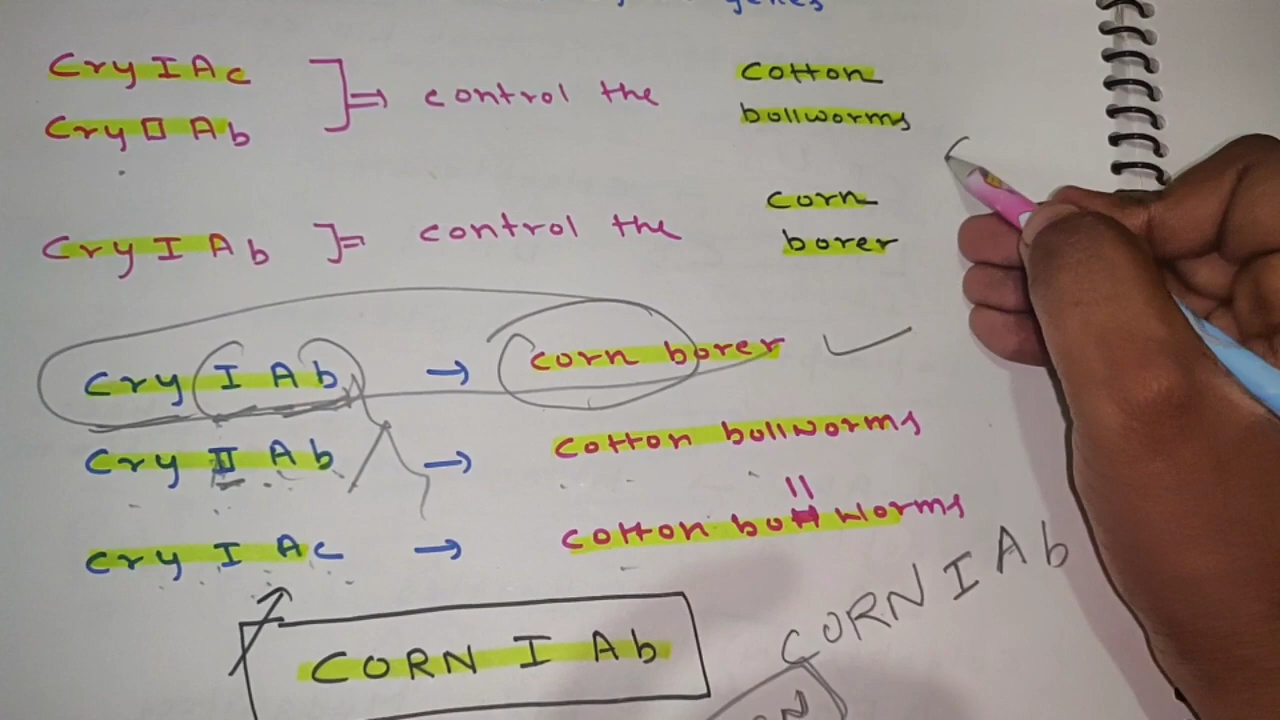 genes
Cry I Ac
Cry II Ab
] ⇒ control the
Cotton
bollworms
Cry I Ab ] = control the
corn
borer
Cry I Ab → corn borer
Cry II Ab → cotton bollworms
Cry I Ac → cotton bollworms
CORN I Ab
CORN I Ab